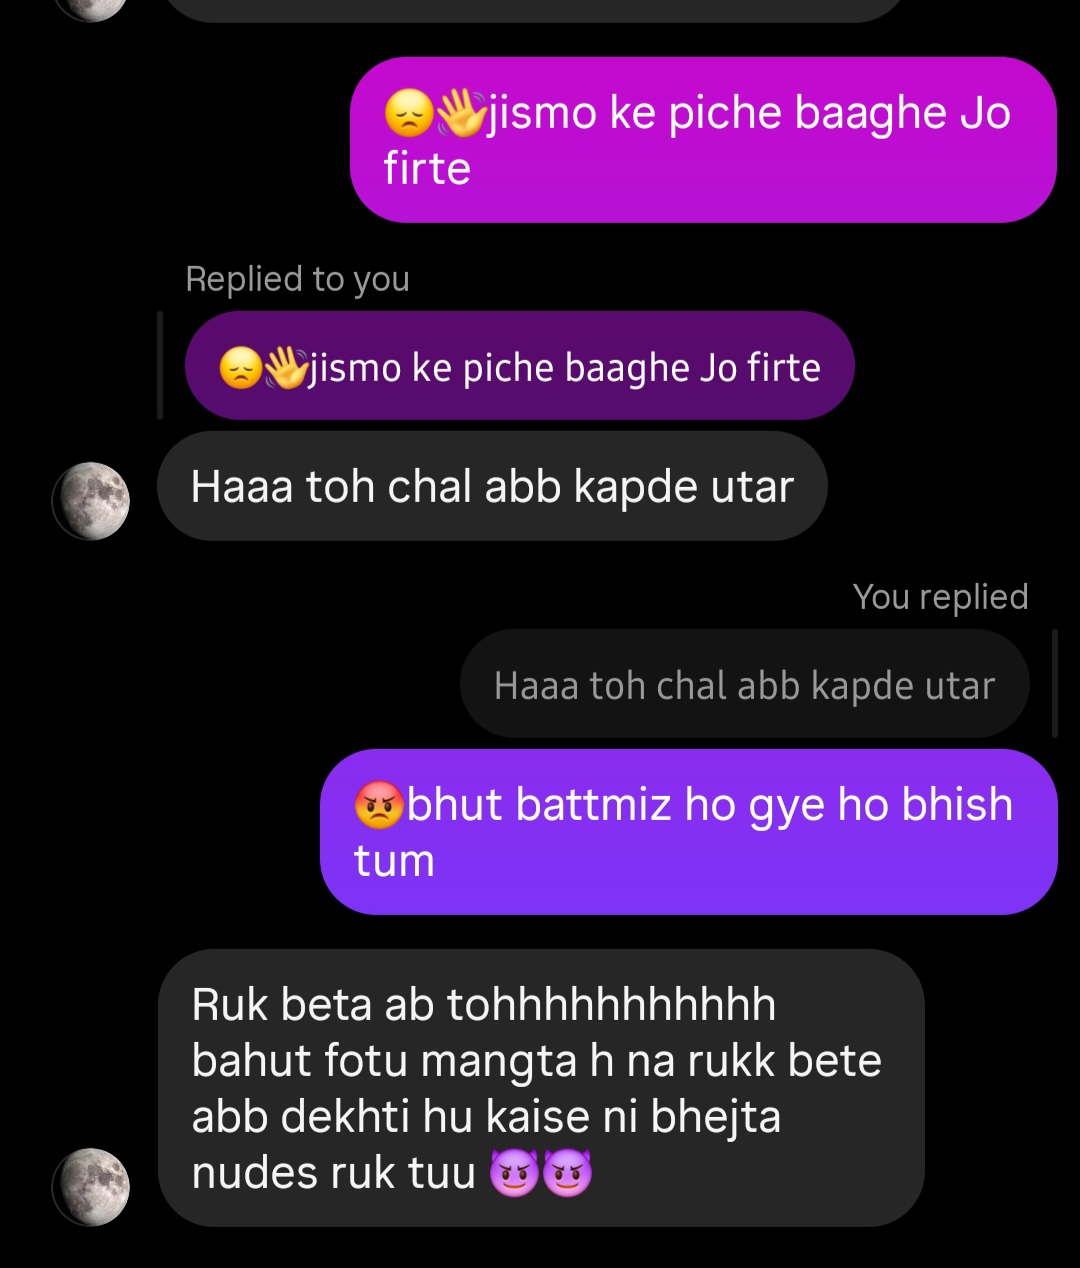 😞👋jismo ke piche baaghe Jo
firte
Replied to you
😞👋jismo ke piche baaghe Jo firte
Haaa toh chal abb kapde utar
You replied
Haaa toh chal abb kapde utar
😡bhut battmiz ho gye ho bhish
tum
Ruk beta ab tohhhhhhhhhhh
bahut fotu mangta h na rukk bete
abb dekhti hu kaise ni bhejta
nudes ruk tuu 😈😈